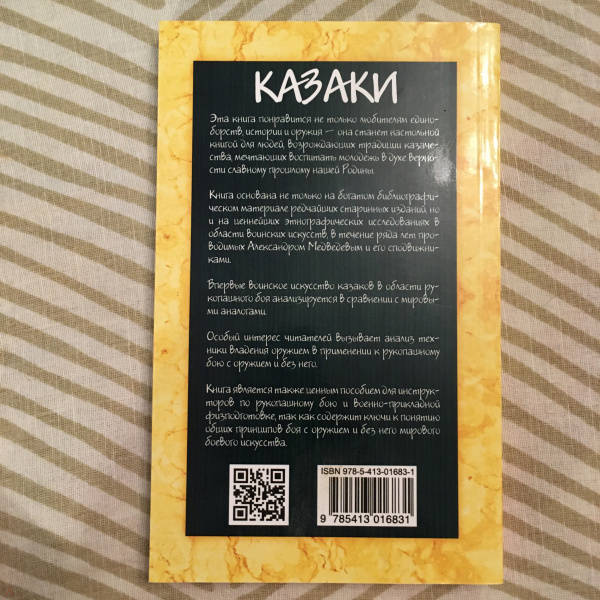 КАЗАКИ
Эта книга понравится не только любителям едино-
борств, истории и оружия — она станет настольной
книгой для людей, возрождающих традиции казаче-
ства, мечтающих воспитать молодежь в духе верно-
сти славному прошлому нашей Родины.
Книга основана не только на богатом библиографи-
ческом материале редчайших старинных изданий, но
и на ценнейших этнографических исследованиях в
области воинских искусств, в течение ряда лет про-
водимых Александром Медведевым и его сподвижни-
ками.
Впервые воинское искусство казаков в области ру-
копашного боя анализируется в сравнении с мировы-
ми аналогами.
Особый интерес читателей вызывает анализ тех-
ники владения оружием в применении к рукопашному
бою с оружием и без него.
Книга является также ценным пособием для инструк-
торов по рукопашному бою и военно-прикладной
физподготовке, так как содержит ключи к понятию
общих принципов боя с оружием и без него мирового
боевого искусства.
ISBN 978-5-413-01683-1
9 785413 016831